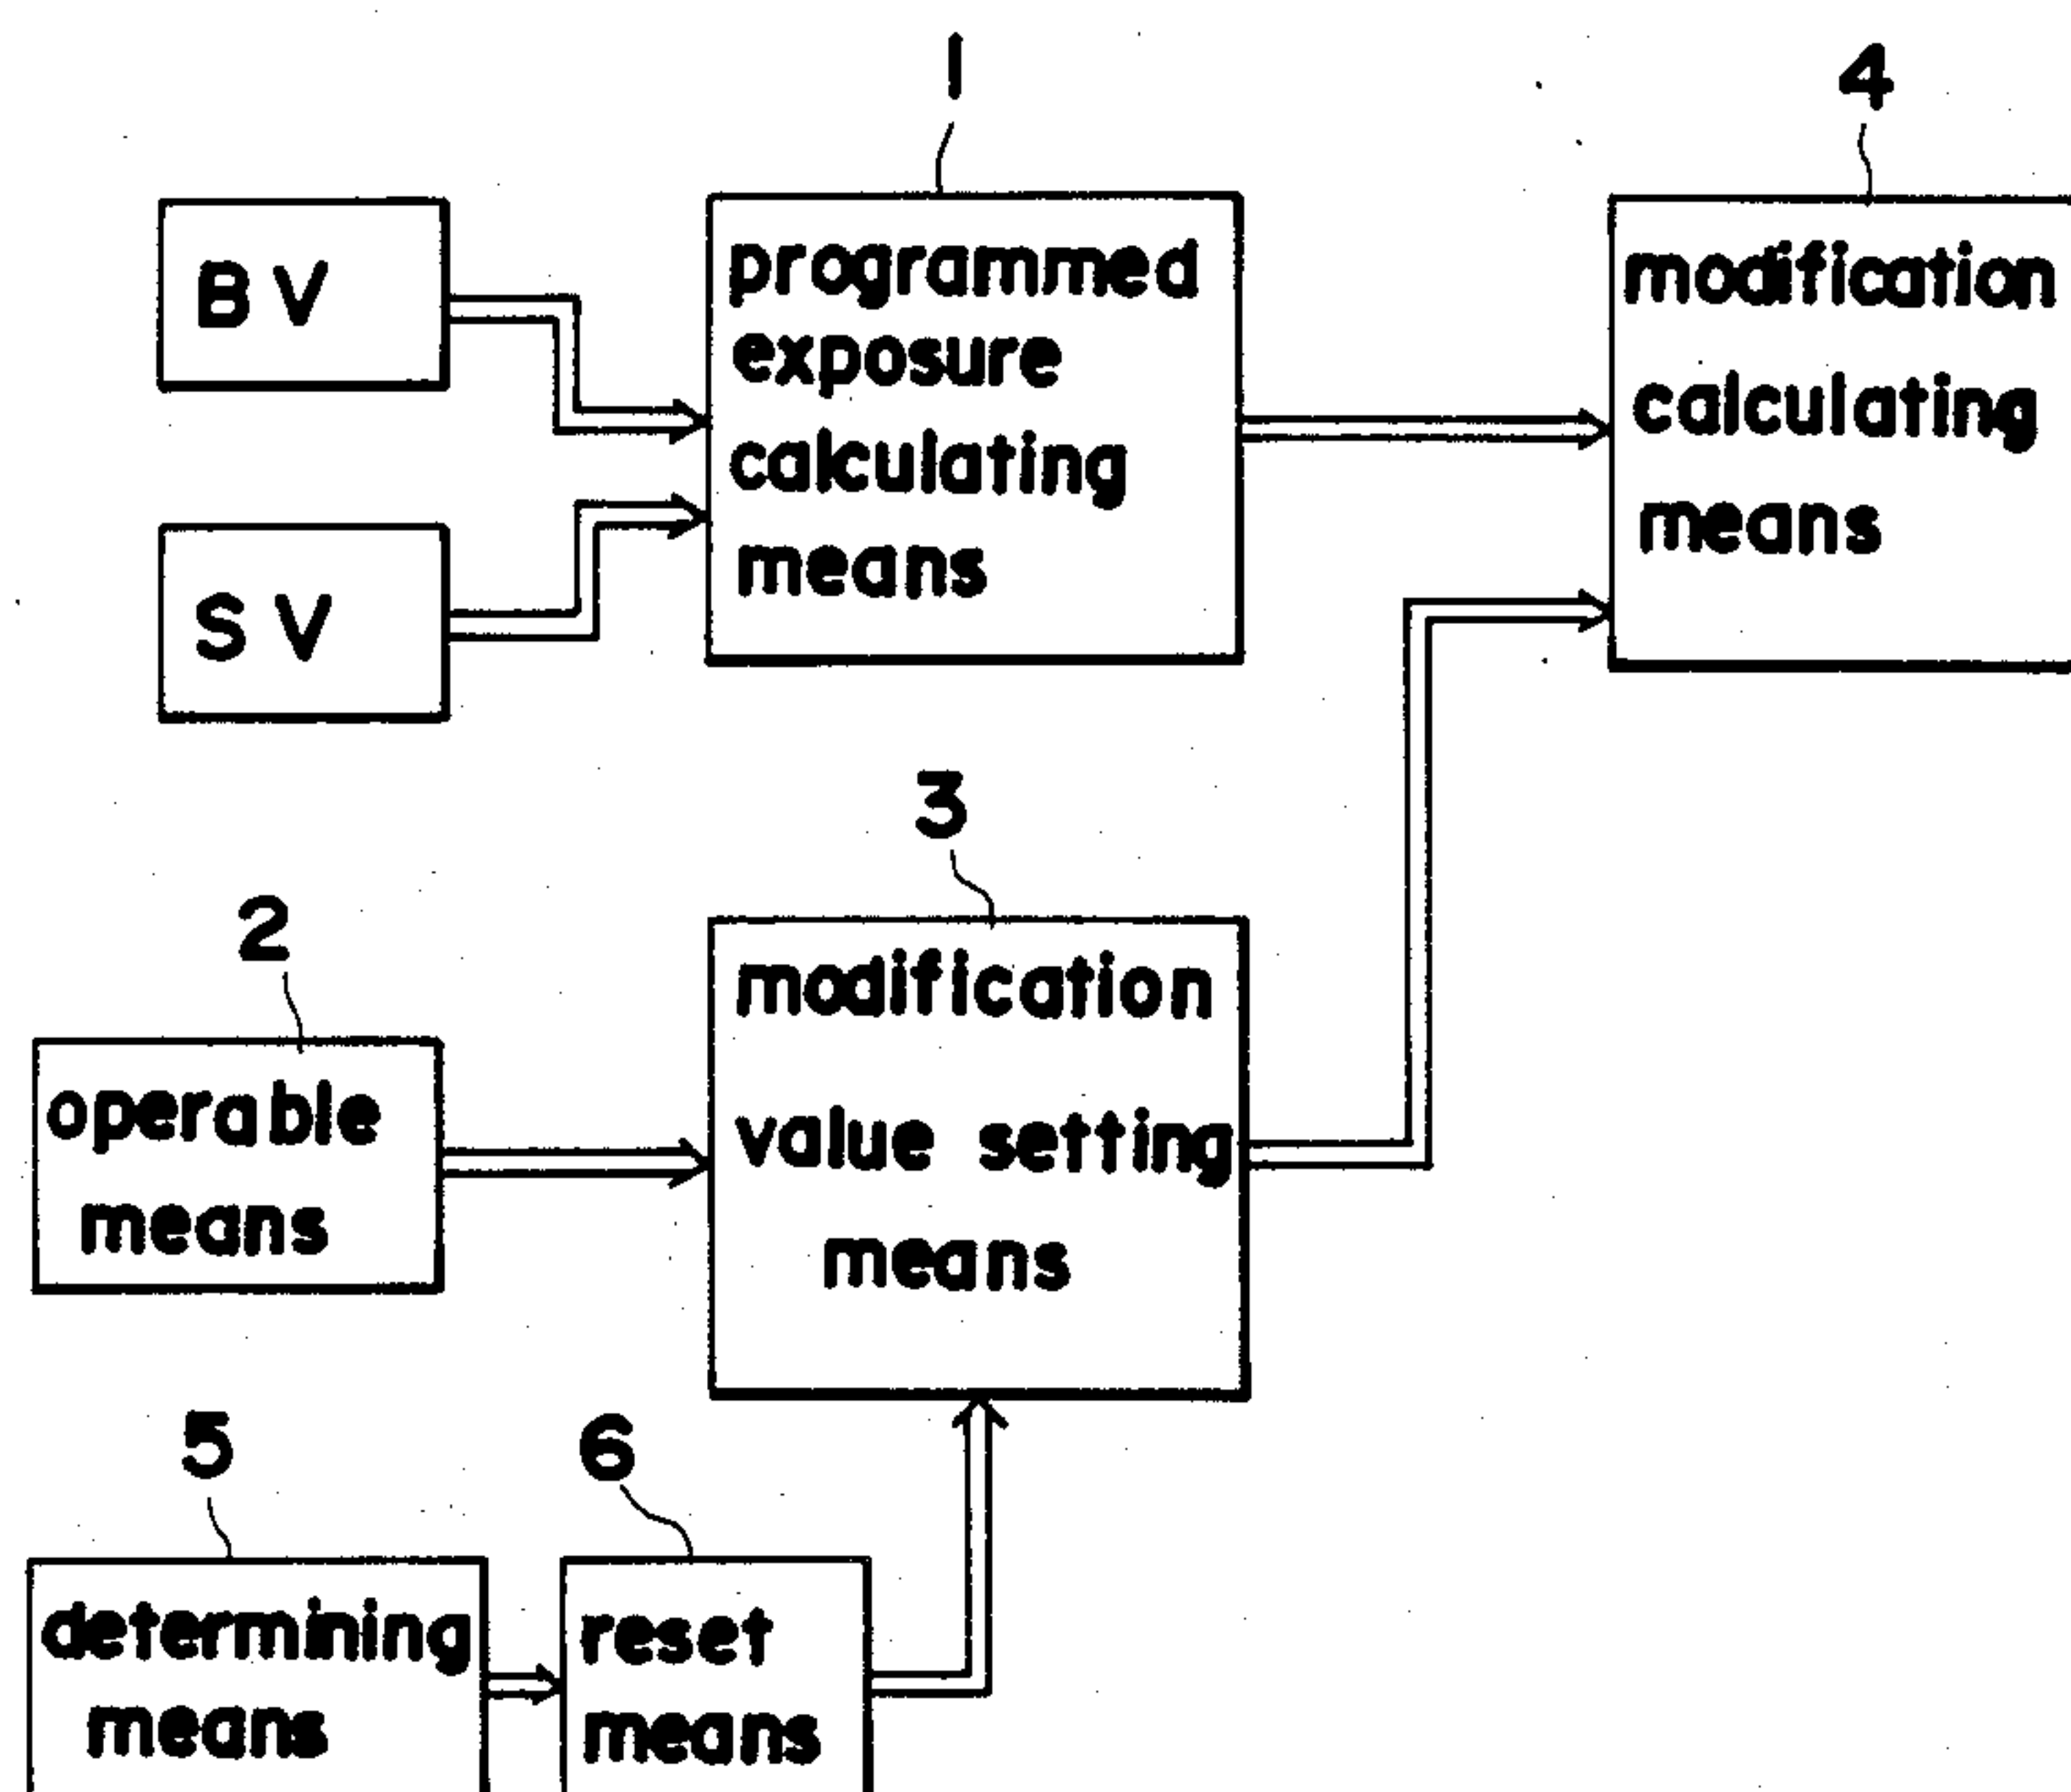 1
4
BV
programmed
exposure
calculating
means
modification
calculating
means
SV
3
2
modification
value setting
means
operable
means
5
6
determining
means
reset
means